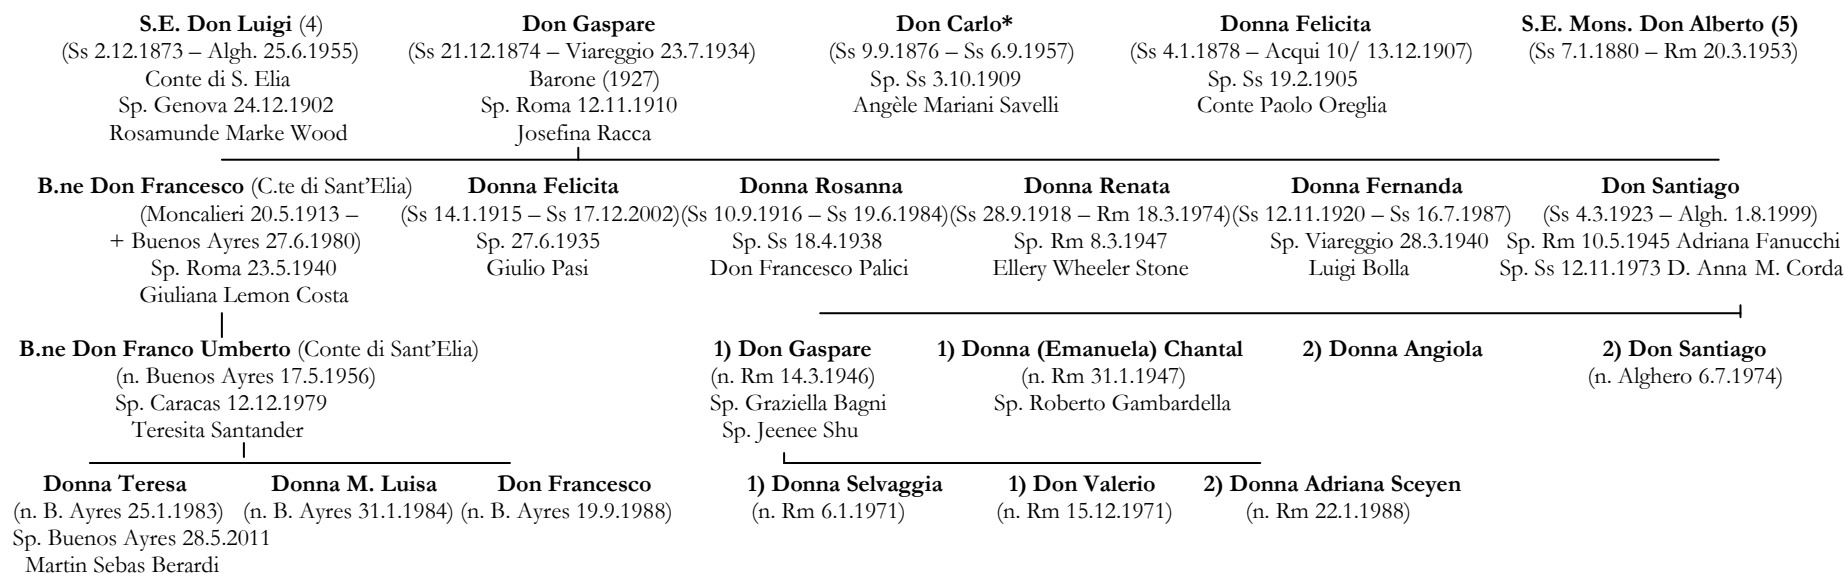 S.E. Don Luigi (4)
(Ss 2.12.1873 – Algh. 25.6.1955)
Conte di S. Elia
Sp. Genova 24.12.1902
Rosamunde Marke Wood
Don Gaspare
(Ss 21.12.1874 – Viareggio 23.7.1934)
Barone (1927)
Sp. Roma 12.11.1910
Josefina Racca
Don Carlo*
(Ss 9.9.1876 – Ss 6.9.1957)
Sp. Ss 3.10.1909
Angèle Mariani Savelli
Donna Felicita
(Ss 4.1.1878 – Acqui 10/ 13.12.1907)
Sp. Ss 19.2.1905
Conte Paolo Oreglia
S.E. Mons. Don Alberto (5)
(Ss 7.1.1880 – Rm 20.3.1953)
B.ne Don Francesco (C.te di Sant'Elia)
(Moncalieri 20.5.1913 –
+ Buenos Ayres 27.6.1980)
Sp. Roma 23.5.1940
Giuliana Lemon Costa
Donna Felicita
(Ss 14.1.1915 – Ss 17.12.2002)
Sp. 27.6.1935
Giulio Pasi
Donna Rosanna
(Ss 10.9.1916 – Ss 19.6.1984)
Sp. Ss 18.4.1938
Don Francesco Palici
Donna Renata
(Ss 28.9.1918 – Rm 18.3.1974)
Sp. Rm 8.3.1947
Ellery Wheeler Stone
Donna Fernanda
(Ss 12.11.1920 – Ss 16.7.1987)
Sp. Viareggio 28.3.1940
Luigi Bolla
Don Santiago
(Ss 4.3.1923 – Algh. 1.8.1999)
Sp. Rm 10.5.1945 Adriana Fanucchi
Sp. Ss 12.11.1973 D. Anna M. Corda
B.ne Don Franco Umberto (Conte di Sant'Elia)
(n. Buenos Ayres 17.5.1956)
Sp. Caracas 12.12.1979
Teresita Santander
1) Don Gaspare
(n. Rm 14.3.1946)
Sp. Graziella Bagni
Sp. Jeenee Shu
1) Donna (Emanuela) Chantal
(n. Rm 31.1.1947)
Sp. Roberto Gambardella
2) Donna Angiola
2) Don Santiago
(n. Alghero 6.7.1974)
Donna Teresa
(n. B. Ayres 25.1.1983)
Sp. Buenos Ayres 28.5.2011
Martin Sebas Berardi
Donna M. Luisa
(n. B. Ayres 31.1.1984)
Don Francesco
(n. B. Ayres 19.9.1988)
1) Donna Selvaggia
(n. Rm 6.1.1971)
1) Don Valerio
(n. Rm 15.12.1971)
2) Donna Adriana Sceyen
(n. Rm 22.1.1988)